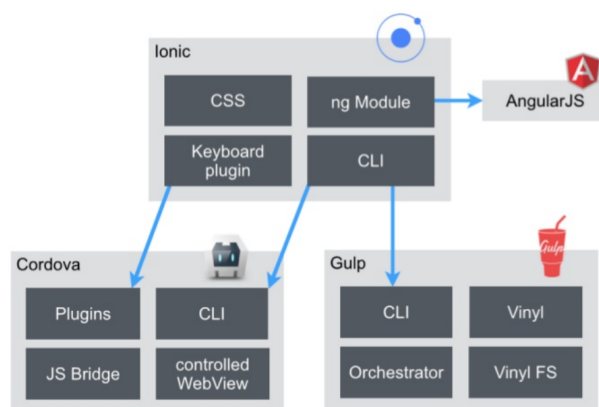 Ionic
CSS
ng Module
AngularJS
Keyboard
plugin
CLI
Cordova
Gulp
Gulp
Plugins
CLI
CLI
Vinyl
JS Bridge
controlled
WebView
Orchestrator
Vinyl FS